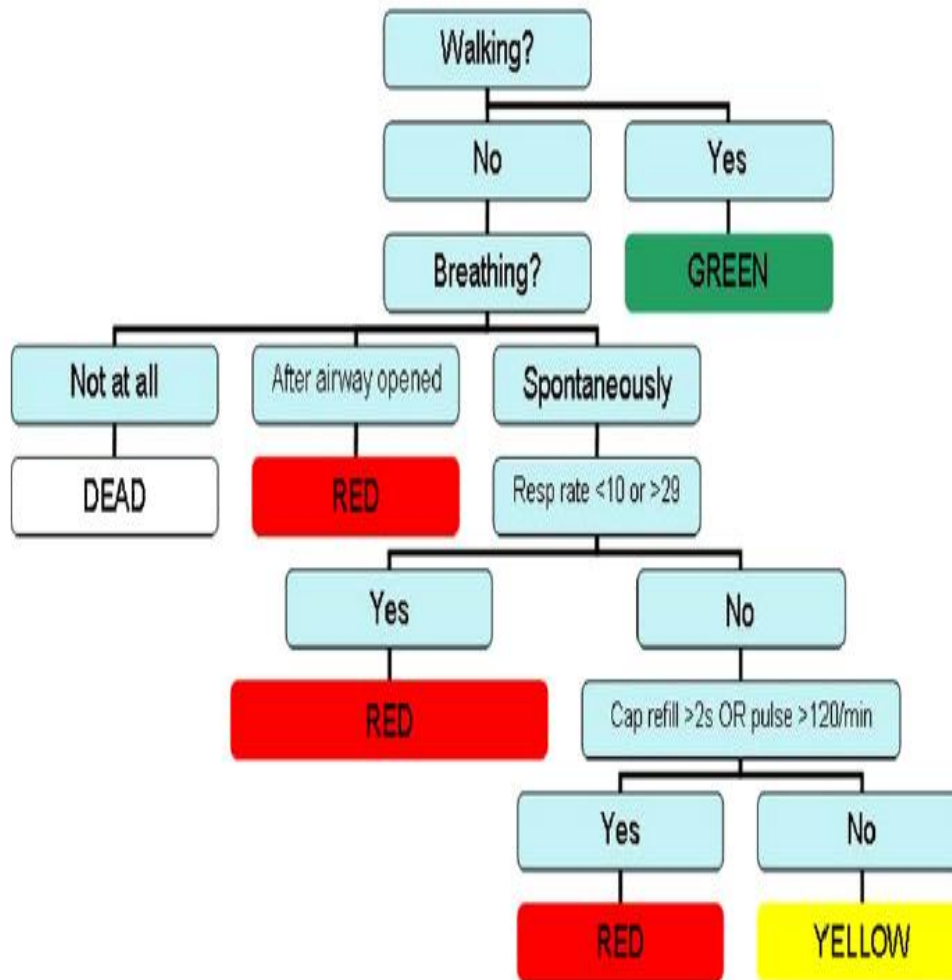 Walking?
No
Yes
Breathing?
GREEN
Not at all
After airway opened
Spontaneously
DEAD
RED
Resp rate <10 or >29
Yes
No
RED
Cap refill >2s OR pulse >120/min
Yes
No
RED
YELLOW